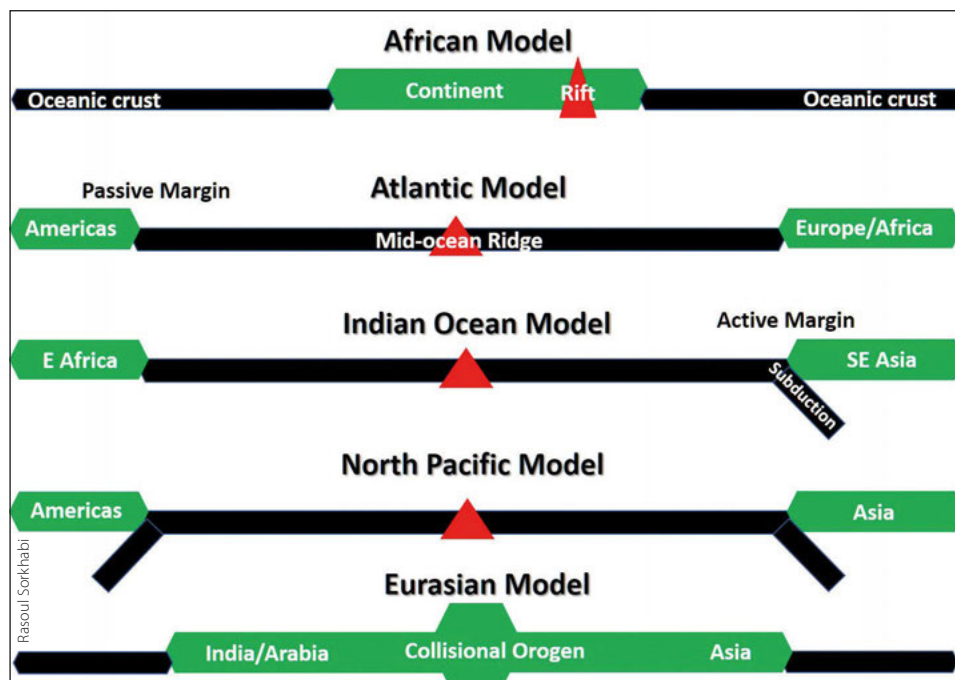 African Model
Oceanic crust
Continent
Rift
Oceanic crust
Passive Margin
Atlantic Model
Americas
Mid-ocean Ridge
Europe/Africa
Indian Ocean Model
Active Margin
E Africa
SE Asia
Subduction
North Pacific Model
Americas
Asia
Eurasian Model
India/Arabia
Collisional Orogen
Asia
Rasoul Sorkhabi